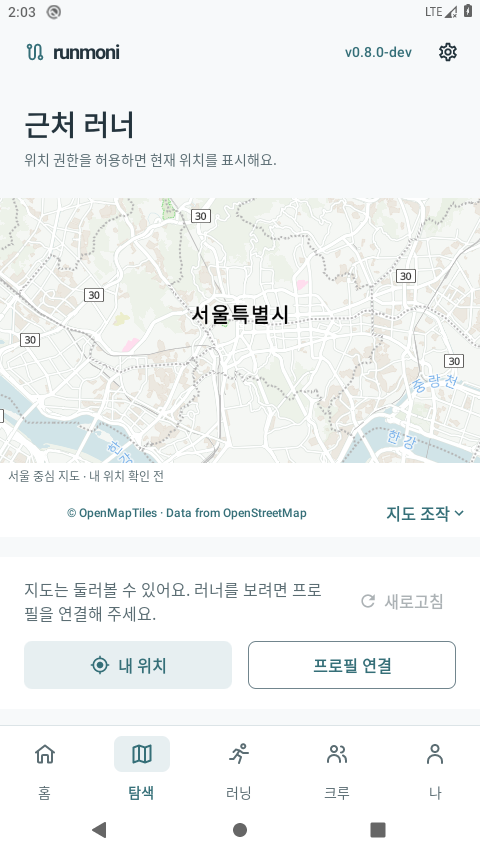 2:03
LTE
runmoni
v0.8.0-dev
근처 러너
위치 권한을 허용하면 현재 위치를 표시해요.
30
30
30
30
30
서울특별시
중랑천
한강
한강
서울 중심 지도 · 내 위치 확인 전
© OpenMapTiles · Data from OpenStreetMap
지도 조작
지도는 둘러볼 수 있어요. 러너를 보려면 프로
필을 연결해 주세요.
새로고침
내 위치
프로필 연결
홈
탐색
러닝
크루
나